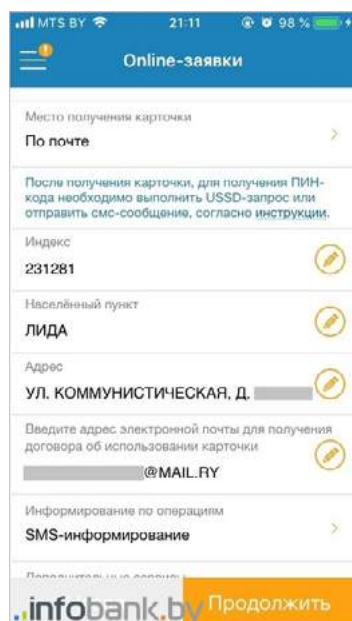 MTS BY 21:11 98 %
Online-заявки
Место получения карточки
По почте
После получения карточки, для получения ПИН-
кода необходимо выполнить USSD-запрос или
отправить смс-сообщение, согласно инструкции.
Индекс
231281
Населённый пункт
ЛИДА
Адрес
УЛ. КОММУНИСТИЧЕСКАЯ, Д.
Введите адрес электронной почты для получения
договора об использовании карточки
@MAIL.RY
Информирование по операциям
SMS-информирование
Дополнительные сервисы
.infobank.by Продолжить